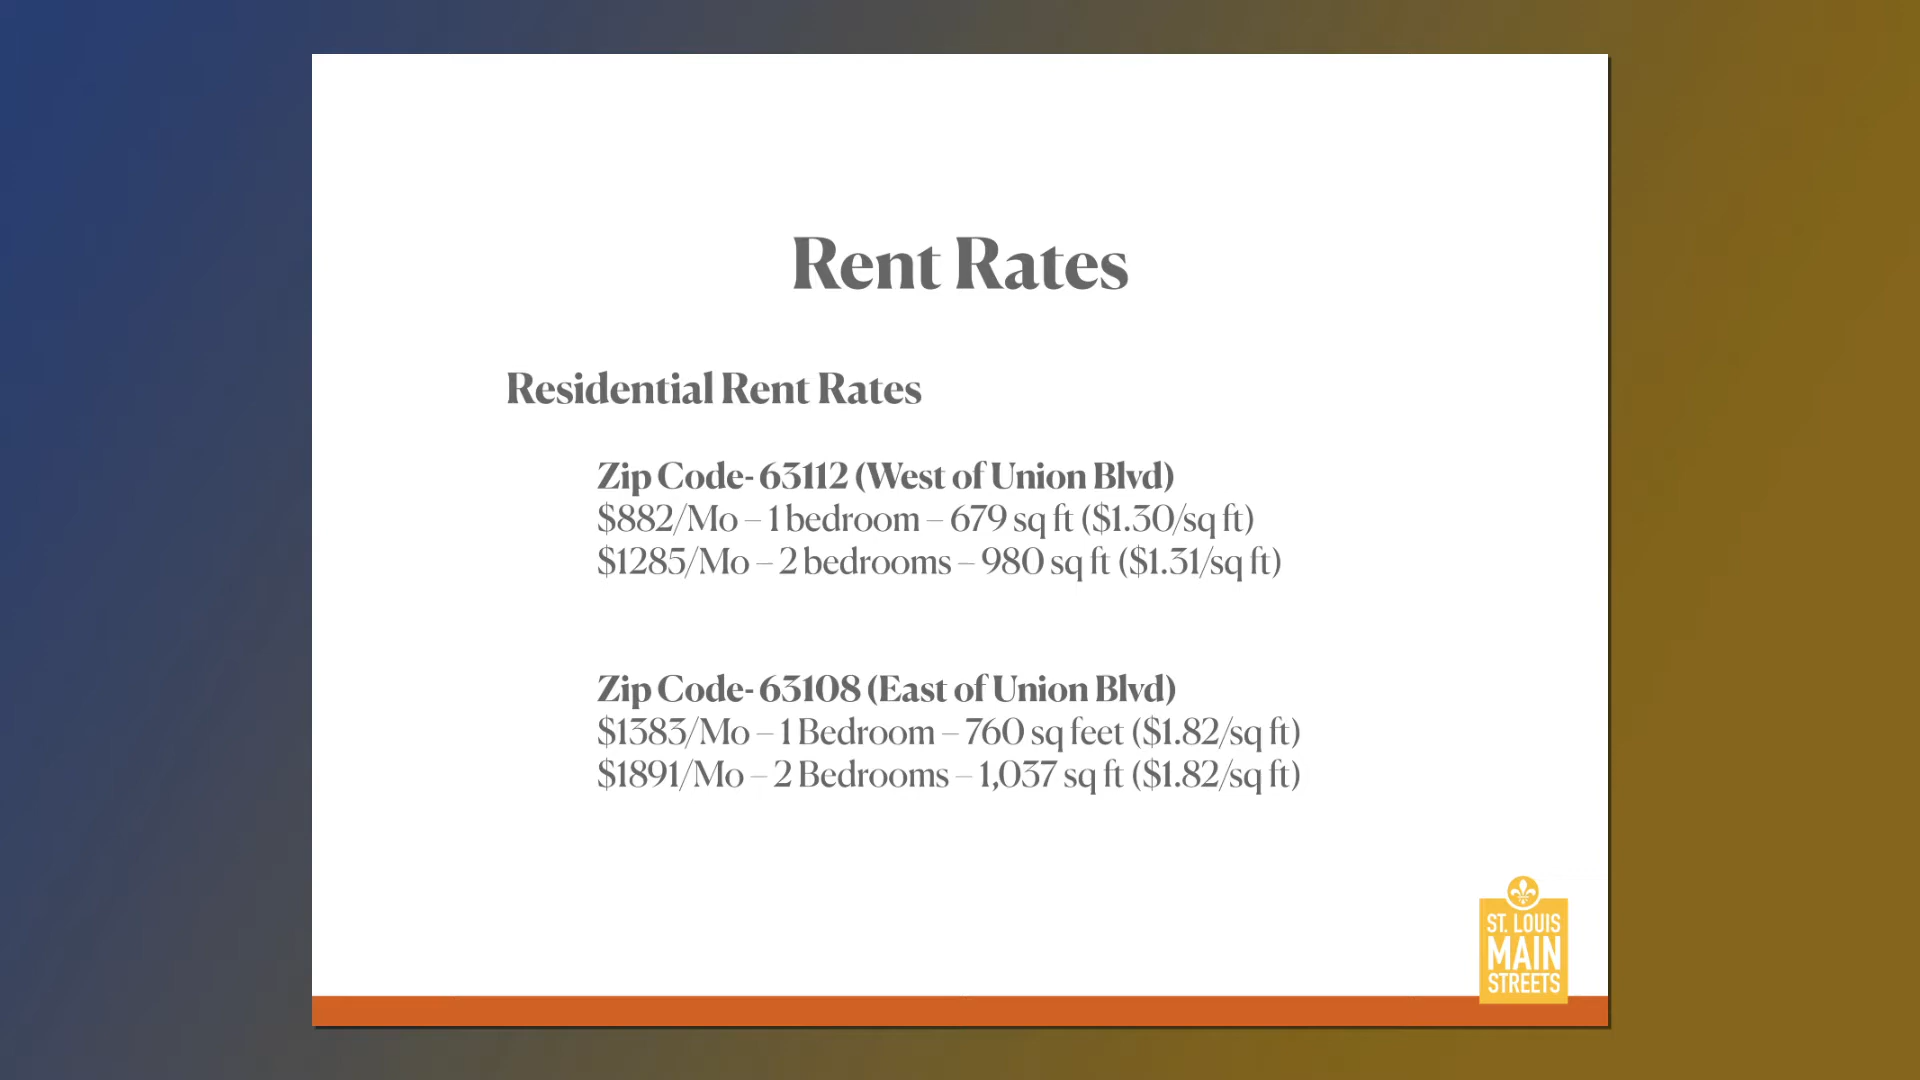 Rent Rates
Residential Rent Rates
Zip Code- 63112 (West of Union Blvd)
$882/Mo – 1 bedroom – 679 sq ft ($1.30/sq ft)
$1285/Mo – 2 bedrooms – 980 sq ft ($1.31/sq ft)
Zip Code- 63108 (East of Union Blvd)
$1383/Mo – 1 Bedroom – 760 sq feet ($1.82/sq ft)
$1891/Mo – 2 Bedrooms – 1,037 sq ft ($1.82/sq ft)
ST. LOUIS
MAIN
STREETS